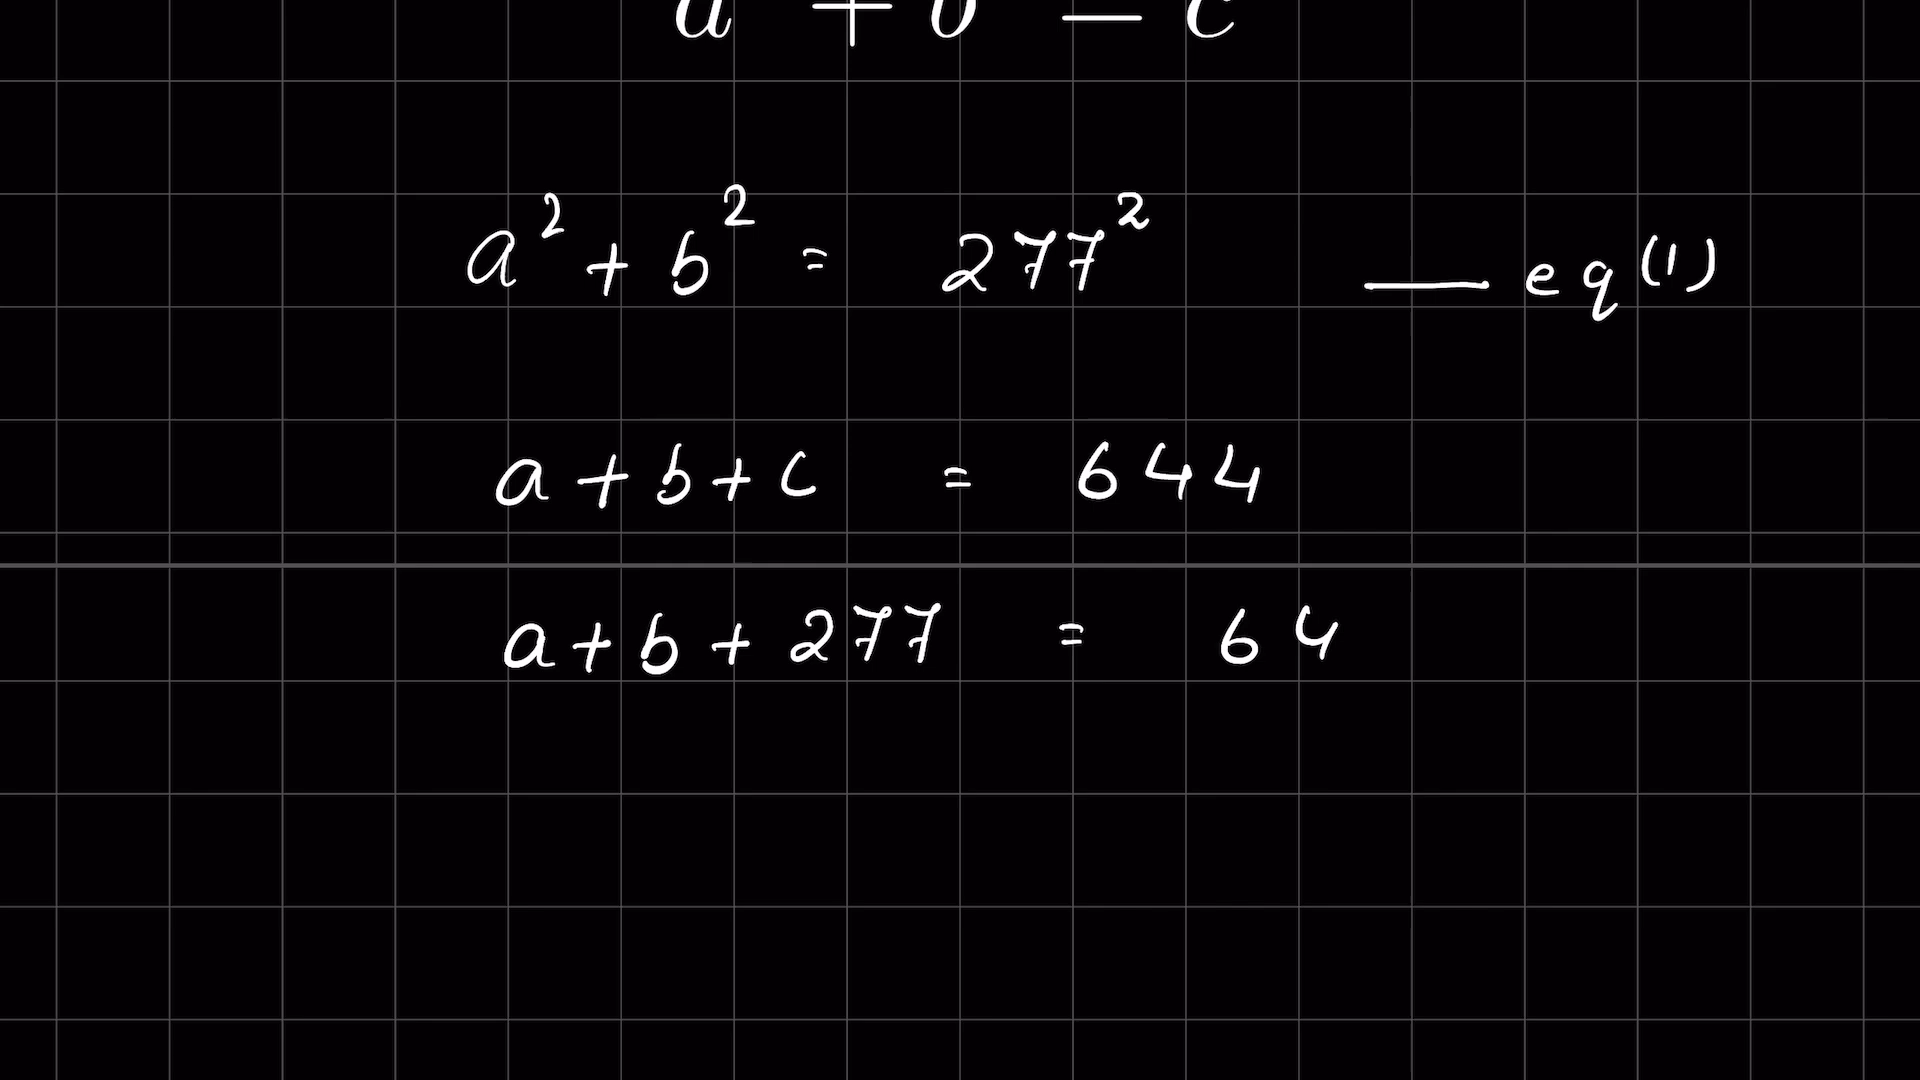 a + b = c
a² + b² = 277² — eq(1)
a + b + c = 644
a + b + 277 = 64